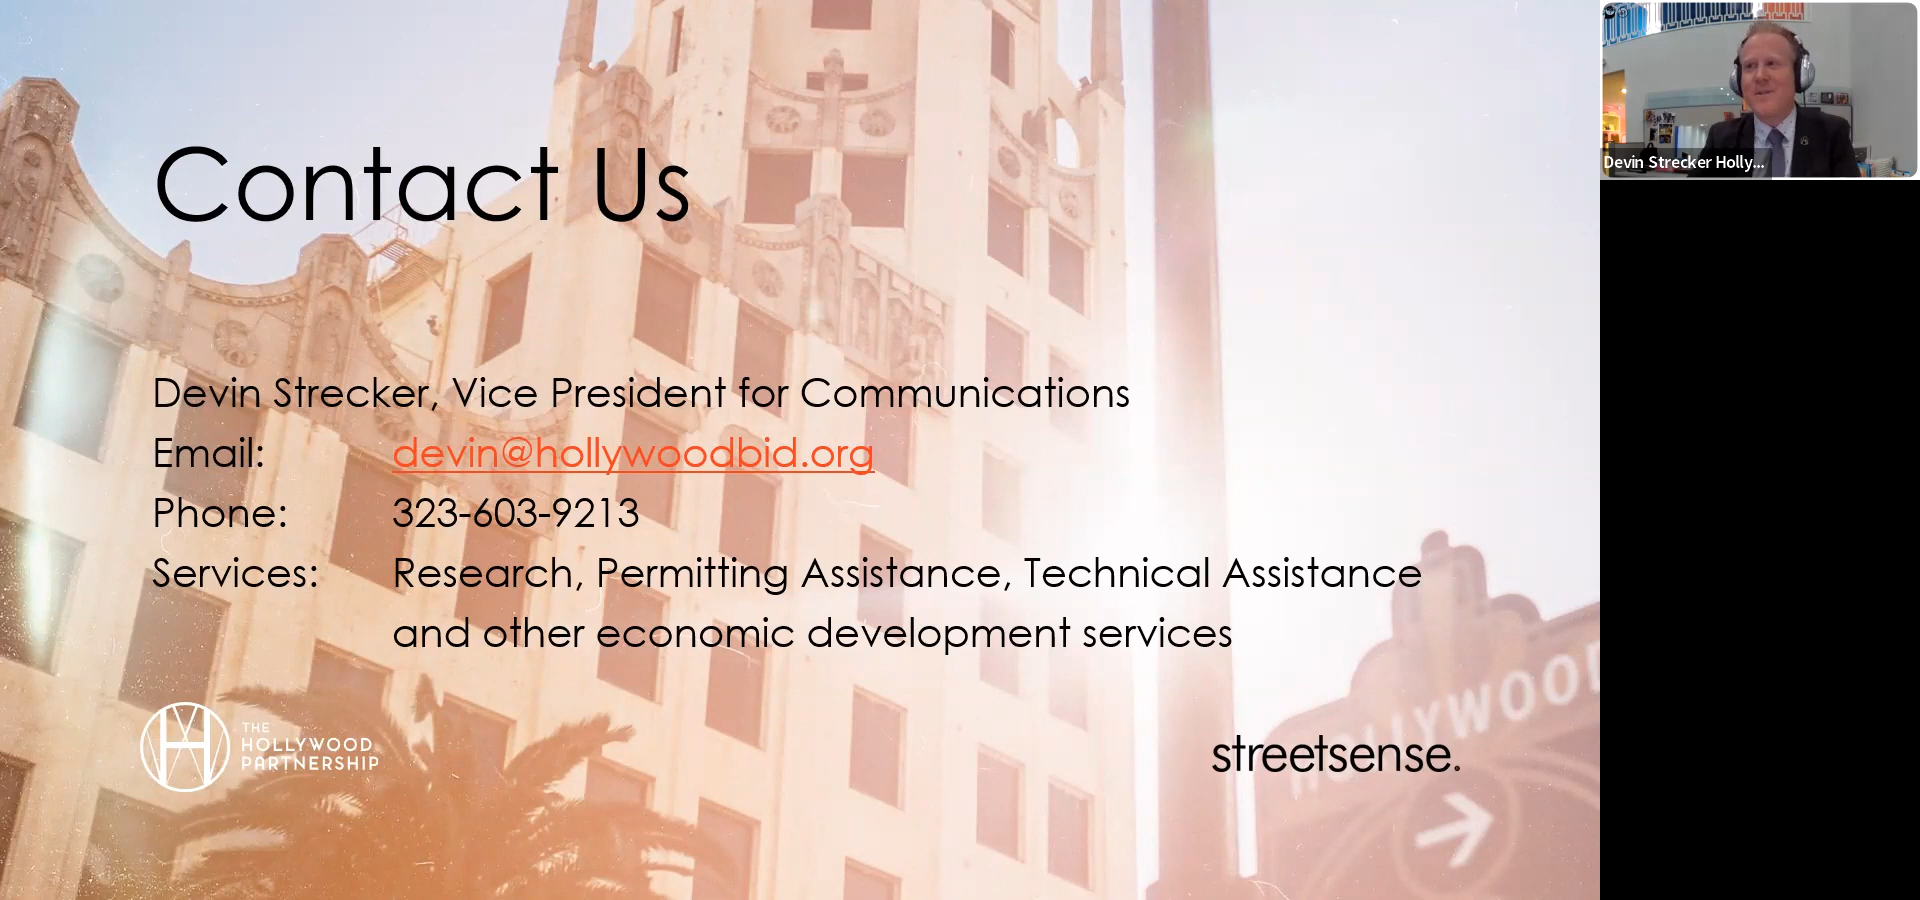 Contact Us
Devin Strecker, Vice President for Communications
Email: devin@hollywoodbid.org
Phone: 323-603-9213
Services: Research, Permitting Assistance, Technical Assistance
and other economic development services
THE
HOLLYWOOD
PARTNERSHIP
streetsense.
HOLLYWOOD
Devin Strecker Holly...